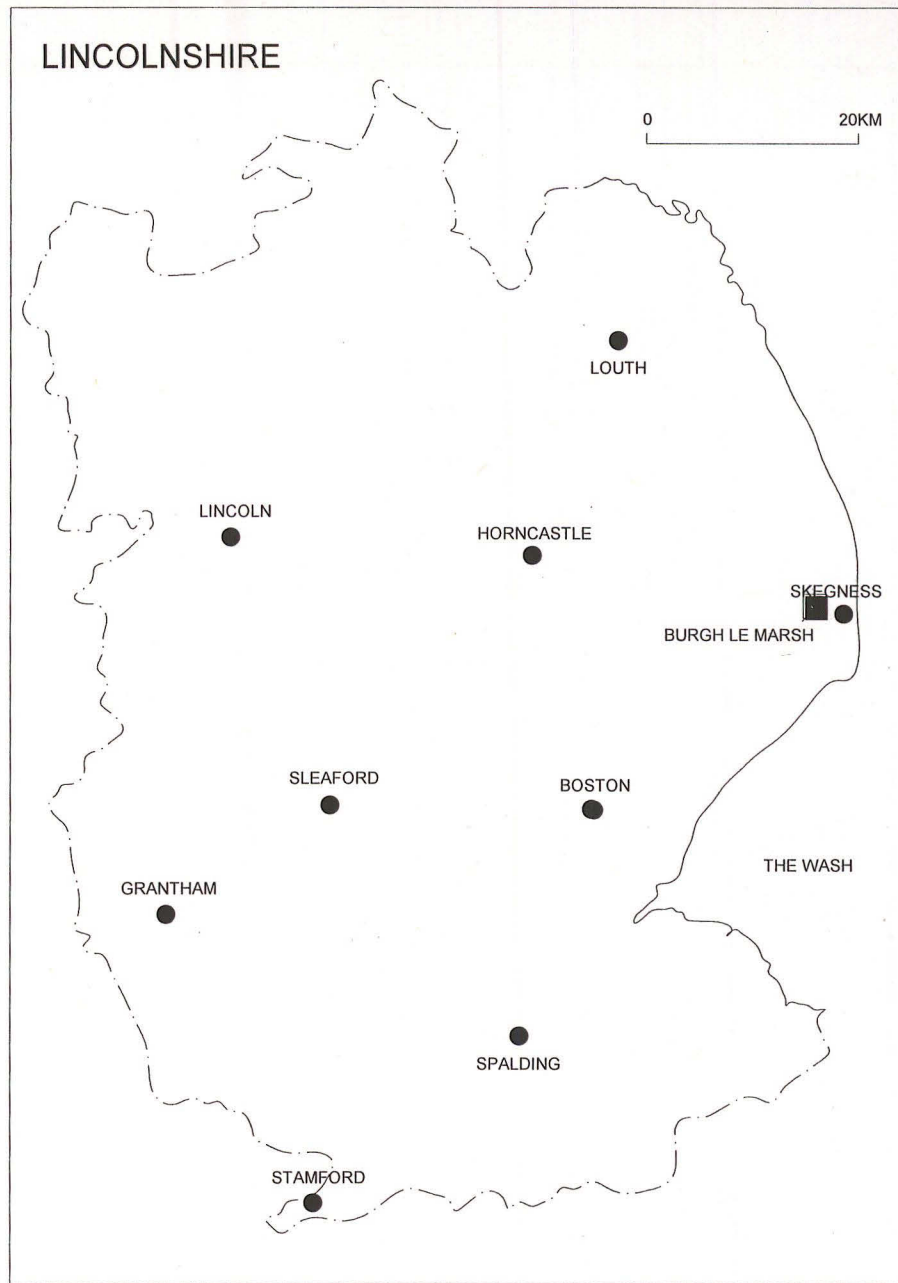 LINCOLNSHIRE
0 20KM
LOUTH
LINCOLN
HORNCASTLE
SKEGNESS
BURGH LE MARSH
SLEAFORD
BOSTON
THE WASH
GRANTHAM
SPALDING
STAMFORD